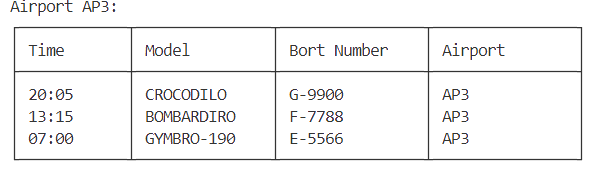 Airport AP3:
Time Model Bort Number Airport
20:05 CROCODILO G-9900 AP3
13:15 BOMBARDIRO F-7788 AP3
07:00 GYMBRO-190 E-5566 AP3